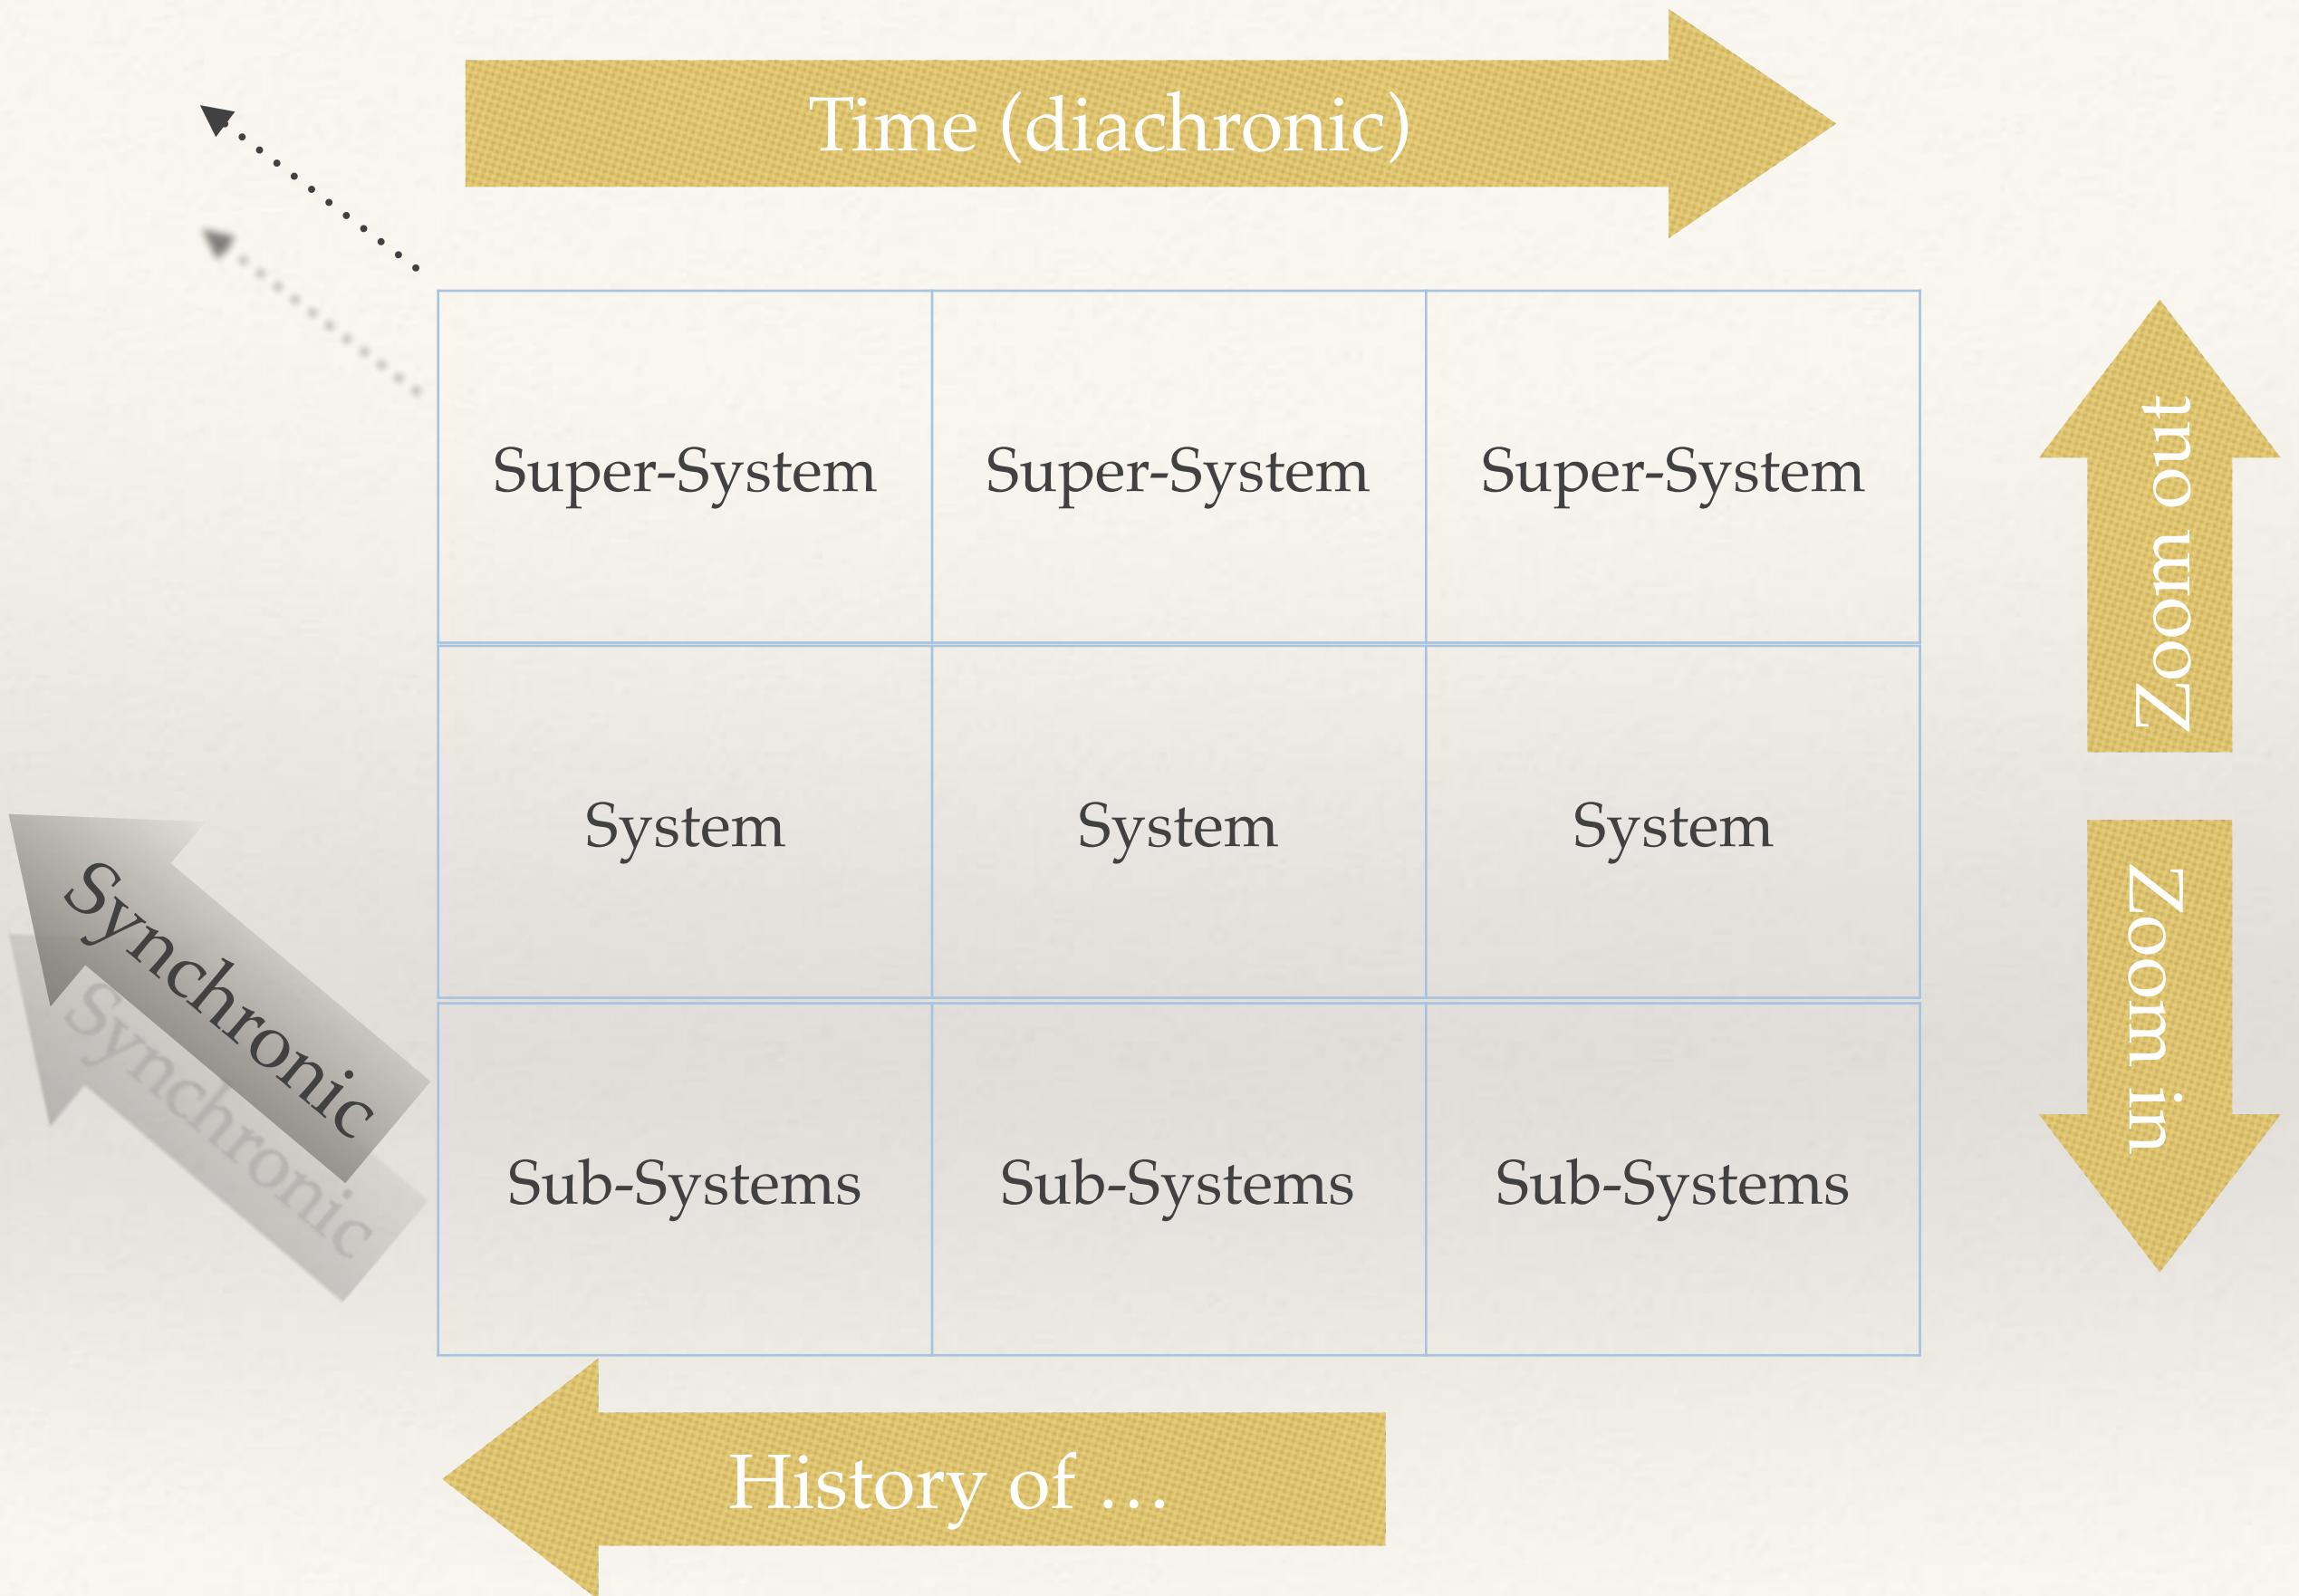 Time (diachronic)
Super-System
Super-System
Super-System
Zoom out
System
System
System
Zoom in
Synchronic
Sub-Systems
Sub-Systems
Sub-Systems
History of …